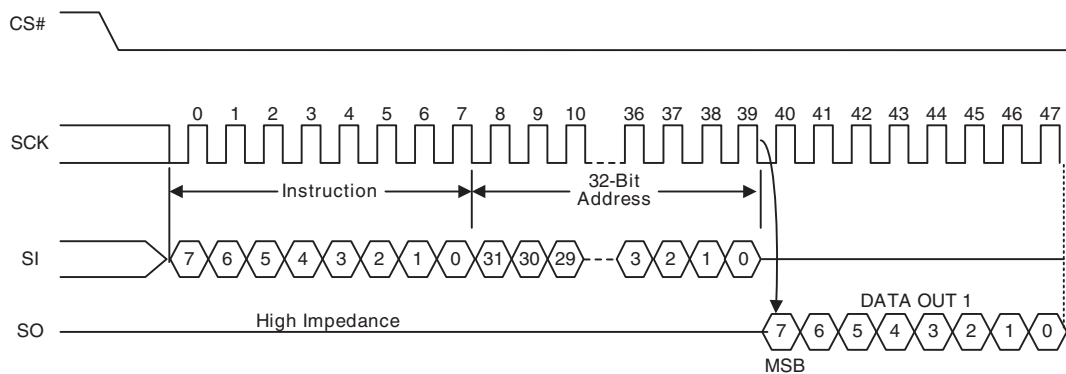 CS#
0 1 2 3 4 5 6 7 8 9 10 36 37 38 39 40 41 42 43 44 45 46 47
SCK
Instruction
32-Bit
Address
SI
7 6 5 4 3 2 1 0 31 30 29 3 2 1 0
DATA OUT 1
High Impedance
SO
7 6 5 4 3 2 1 0
MSB